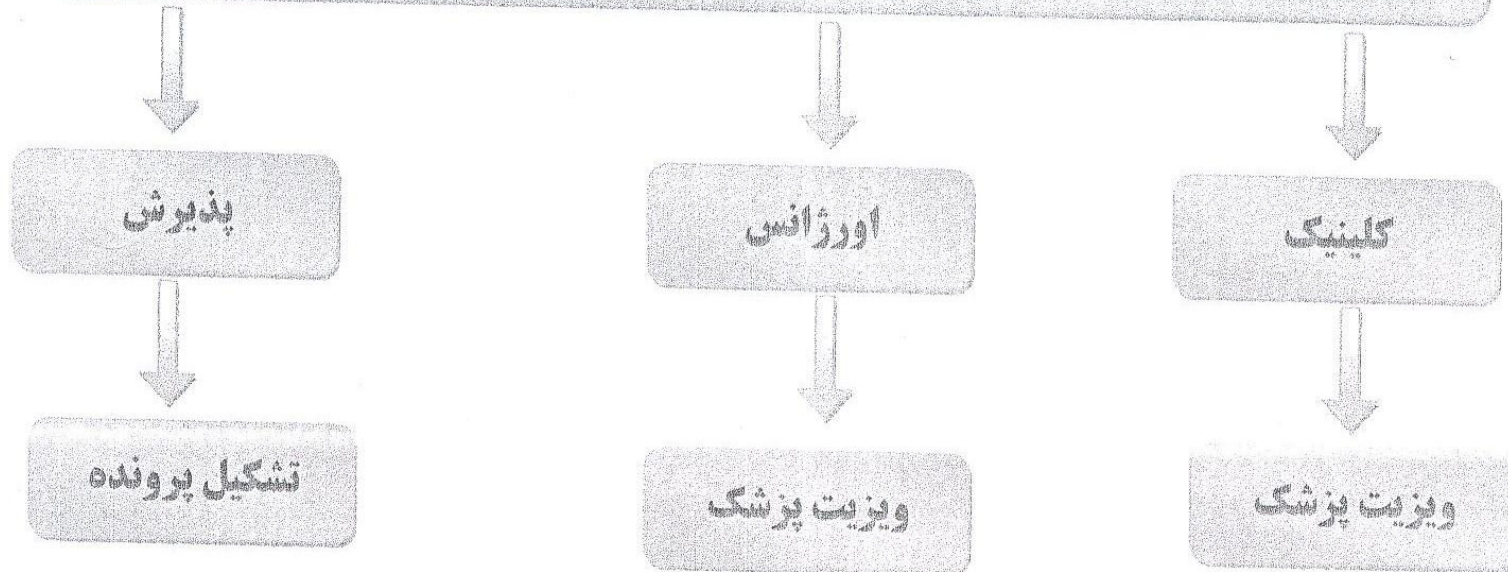 کلینیک
اورژانس
پذیرش
ویزیت پزشک
ویزیت پزشک
تشکیل پرونده